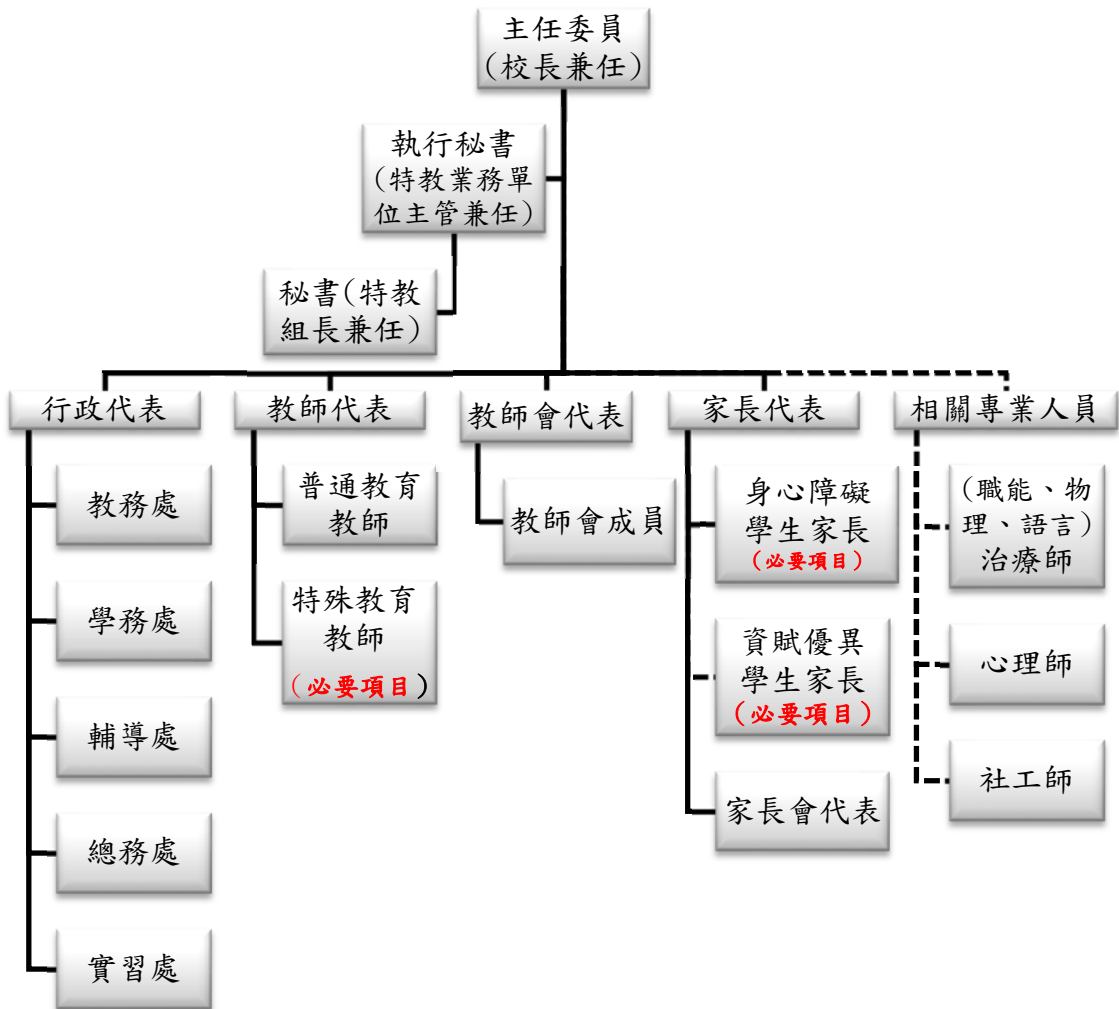 主任委員
(校長兼任)
執行秘書
(特教業務單
位主管兼任)
秘書(特教
組長兼任)
行政代表
教務處
學務處
輔導處
總務處
實習處
教師代表
普通教育
教師
特殊教育
教師
(必要項目)
教師會代表
教師會成員
家長代表
身心障礙
學生家長
(必要項目)
資賦優異
學生家長
(必要項目)
家長會代表
相關專業人員
(職能、物
理、語言)
治療師
心理師
社工師